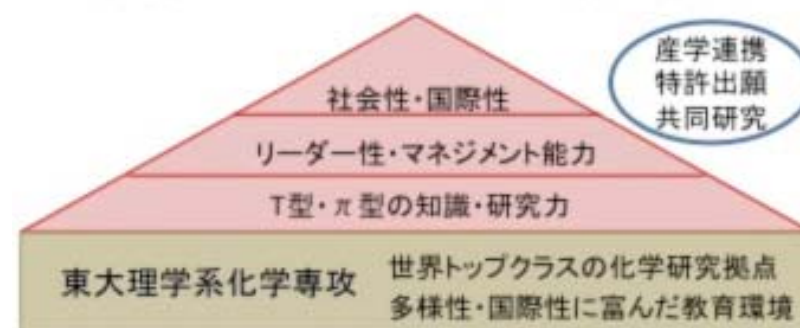 社会性・国際性
産学連携
特許出願
共同研究
リーダー性・マネジメント能力
T型・π型の知識・研究力
東大理学系化学専攻
世界トップクラスの化学研究拠点
多様性・国際性に富んだ教育環境